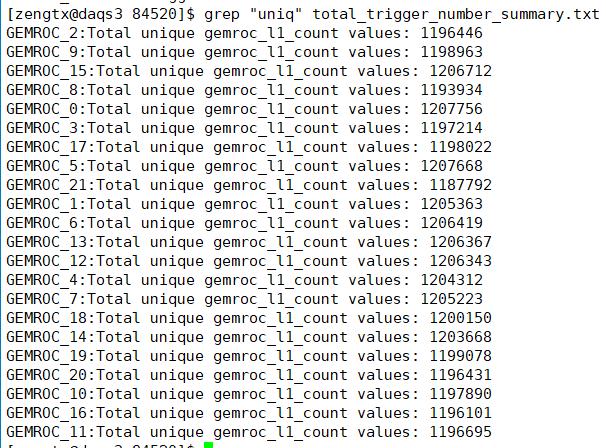 [zengtx@daqs3 84520]$ grep "uniq" total_trigger_number_summary.txt
GEMROC_2:Total unique gemroc_l1_count values: 1196446
GEMROC_9:Total unique gemroc_l1_count values: 1198963
GEMROC_15:Total unique gemroc_l1_count values: 1206712
GEMROC_8:Total unique gemroc_l1_count values: 1193934
GEMROC_0:Total unique gemroc_l1_count values: 1207756
GEMROC_3:Total unique gemroc_l1_count values: 1197214
GEMROC_17:Total unique gemroc_l1_count values: 1198022
GEMROC_5:Total unique gemroc_l1_count values: 1207668
GEMROC_21:Total unique gemroc_l1_count values: 1187792
GEMROC_1:Total unique gemroc_l1_count values: 1205363
GEMROC_6:Total unique gemroc_l1_count values: 1206419
GEMROC_13:Total unique gemroc_l1_count values: 1206367
GEMROC_12:Total unique gemroc_l1_count values: 1206343
GEMROC_4:Total unique gemroc_l1_count values: 1204312
GEMROC_7:Total unique gemroc_l1_count values: 1205223
GEMROC_18:Total unique gemroc_l1_count values: 1200150
GEMROC_14:Total unique gemroc_l1_count values: 1203668
GEMROC_19:Total unique gemroc_l1_count values: 1199078
GEMROC_20:Total unique gemroc_l1_count values: 1196431
GEMROC_10:Total unique gemroc_l1_count values: 1197890
GEMROC_16:Total unique gemroc_l1_count values: 1196101
GEMROC_11:Total unique gemroc_l1_count values: 1196695
[zengtx@daqs3 84520]$